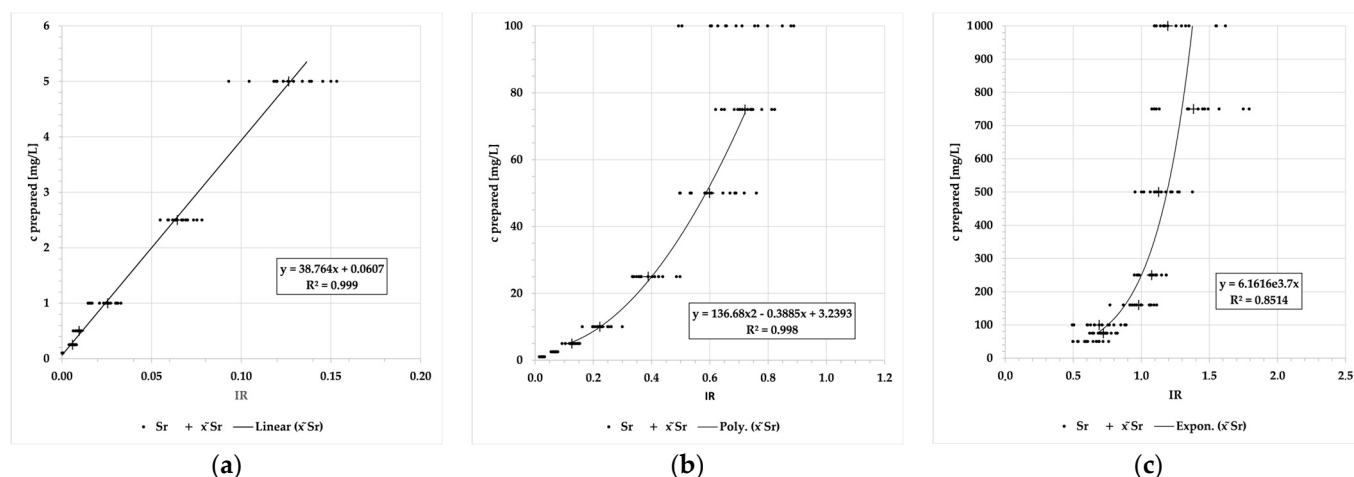 c prepared [mg/L]
6
5
4
3
2
1
0
0.00
0.05
0.10
0.15
0.20
IR
y = 38.764x + 0.0607
R² = 0.999
Sr
x̃ Sr
Linear (x̃ Sr)
(a)
c prepared [mg/L]
100
80
60
40
20
0
0.0
0.2
0.4
0.6
0.8
1.0
1.2
IR
y = 136.68x2 - 0.3885x + 3.2393
R² = 0.998
Sr
x̃ Sr
Poly. (x̃ Sr)
(b)
c prepared [mg/L]
1 000
900
800
700
600
500
400
300
200
100
0
0.0
0.5
1.0
1.5
2.0
2.5
IR
y = 6.1616e3.7x
R² = 0.8514
Sr
x̃ Sr
Expon. (x̃ Sr)
(c)